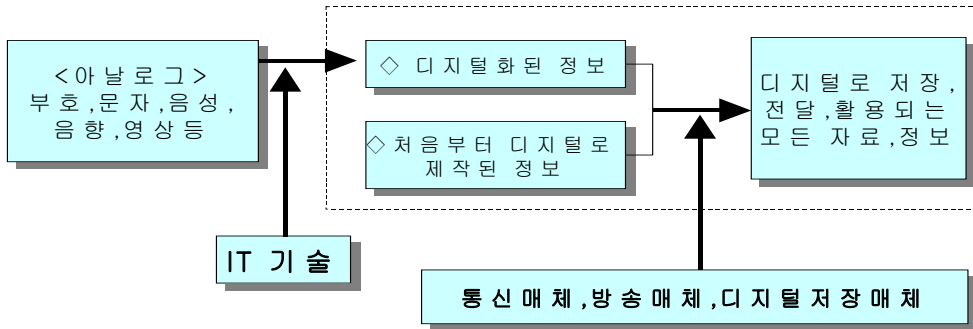 <아날로그>
부호,문자,음성,
음향,영상등
◇ 디지털화된 정보
◇처음부터 디지털로
제작된 정보
디지털로 저장,
전달,활용되는
모든 자료,정보
IT 기술
통신매체,방송매체,디지털저장매체